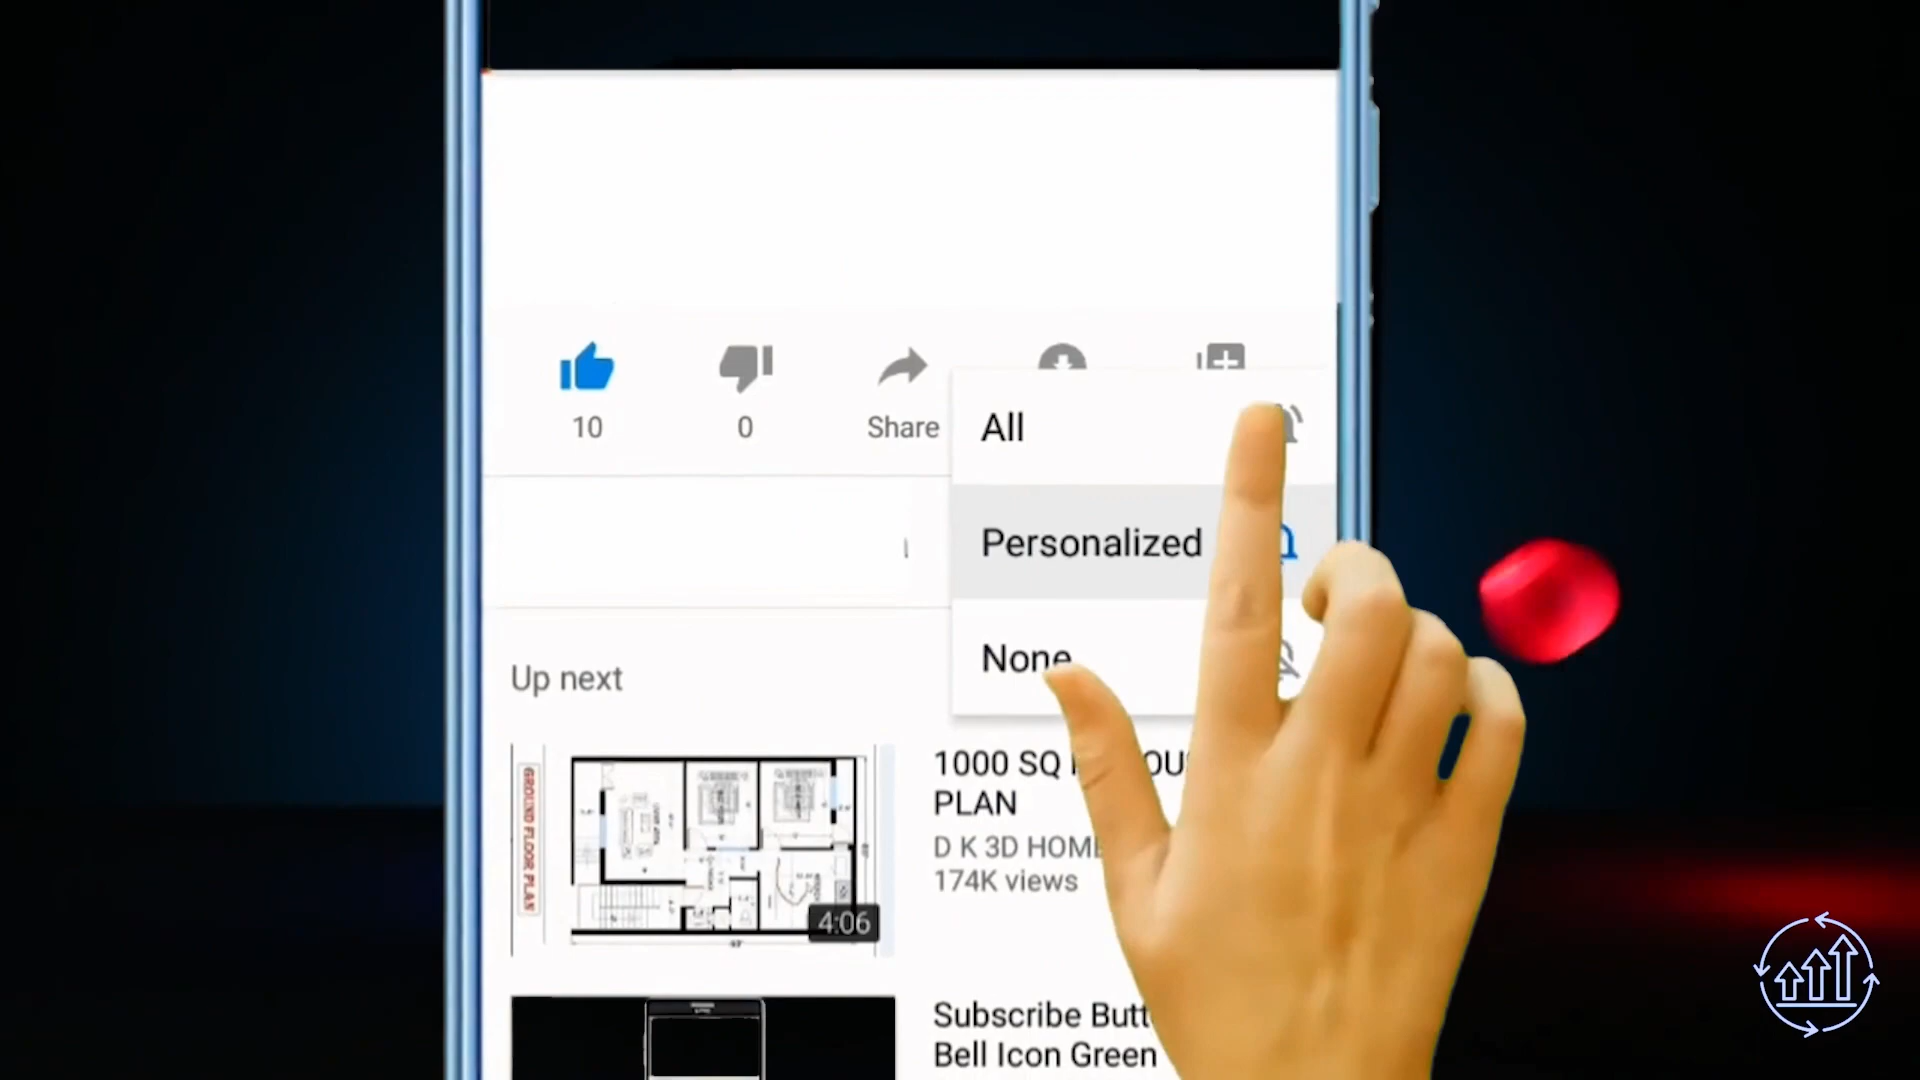 10
0
Share
All
Personalized
None
Up next
GROUND FLOOR PLAN
4:06
1000 SQ
PLAN
D K 3D HOME
174K views
Subscribe Butt
Bell Icon Green